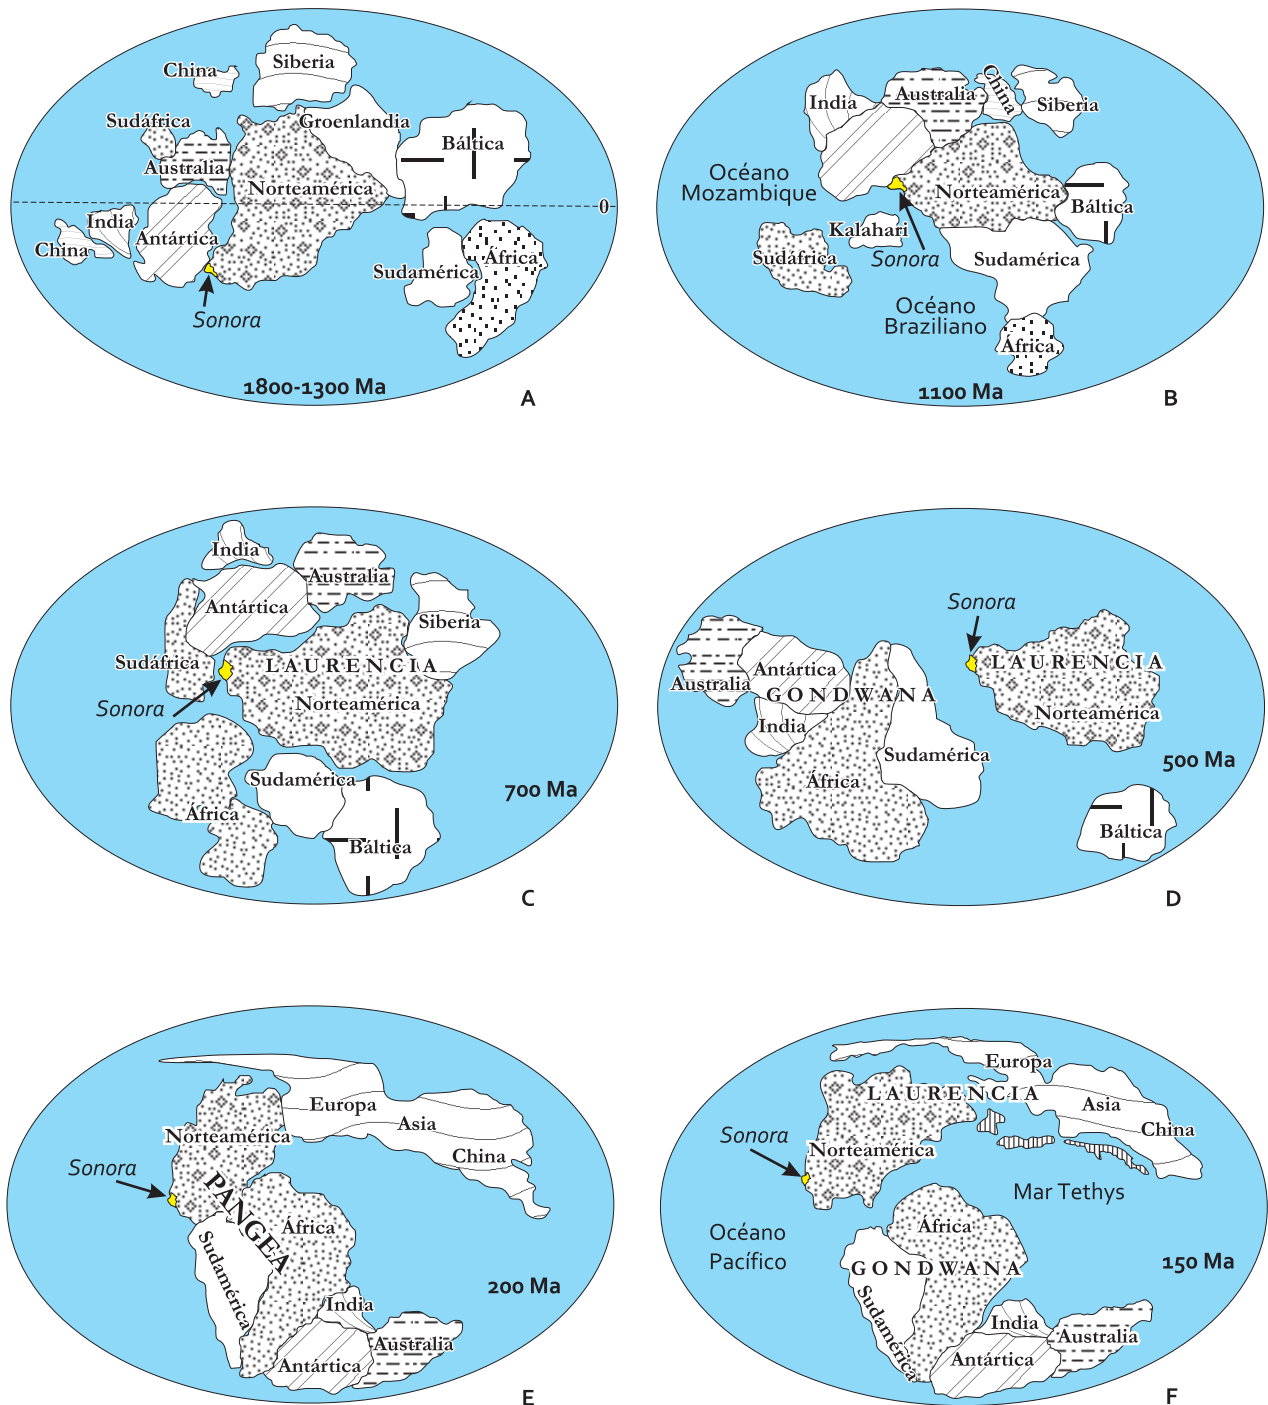 Siberia
China
Groenlandia
Sudáfrica
Báltica
Australia
Norteamérica
0
India
Antártica
China
Sudamérica
África
Sonora
1800-1300 Ma
A
China
India
Australia
Siberia
Océano
Mozambique
Norteamérica
Báltica
Kalahari
Sonora
Sudáfrica
Sudamérica
Océano
Braziliano
África
1100 Ma
B
India
Australia
Antártica
Siberia
Sudáfrica
LAURENCIA
Norteamérica
Sonora
Sudamérica
700 Ma
África
Báltica
C
Sonora
Antártica
LAURENCIA
Australia
GONDWANA
Norteamérica
India
Sudamérica
500 Ma
África
Báltica
D
Europa
Asia
Norteamérica
China
Sonora
PANGEA
África
Sudamérica
200 Ma
India
Australia
Antártica
E
Europa
LAURENCIA
Asia
China
Sonora
Norteamérica
Mar Tethys
Océano
Pacífico
África
GONDWANA
150 Ma
Sudamérica
India
Australia
Antártica
F